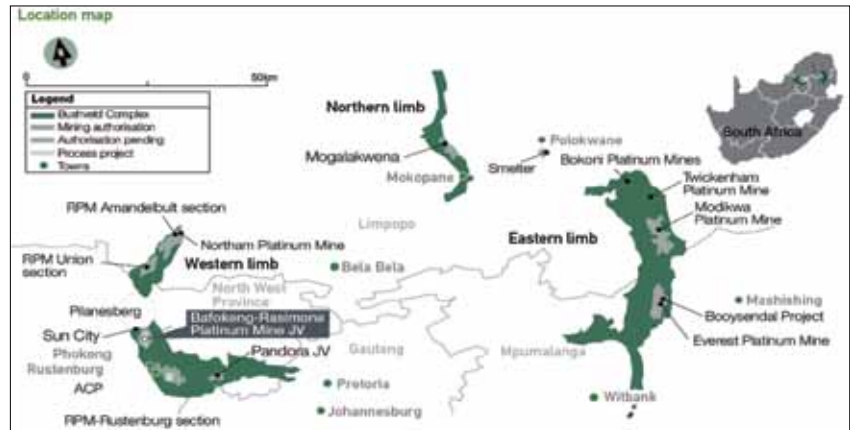 Location map
0
50km
Legend
Bushveld Complex
Mining authorisation
Authorisation pending
Process project
Towns
Northern limb
Mogalakwena
Mokopane
Polokwane
Smelter
Bokoni Platinum Mines
Twickenham
Platinum Mine
Modikwa
Platinum Mine
South Africa
RPM Amandelbult section
Northam Platinum Mine
RPM Union
section
Western limb
Limpopo
Eastern limb
Bela Bela
North West
Province
Pilanesberg
Bafokeng-Rasimone
Platinum Mine JV
Sun City
Phokeng
Rustenburg
ACP
RPM-Rustenburg section
Pandora JV
Gauteng
Pretoria
Johannesburg
Mpumalanga
Mashishing
Booysendal Project
Everest Platinum Mine
Witbank